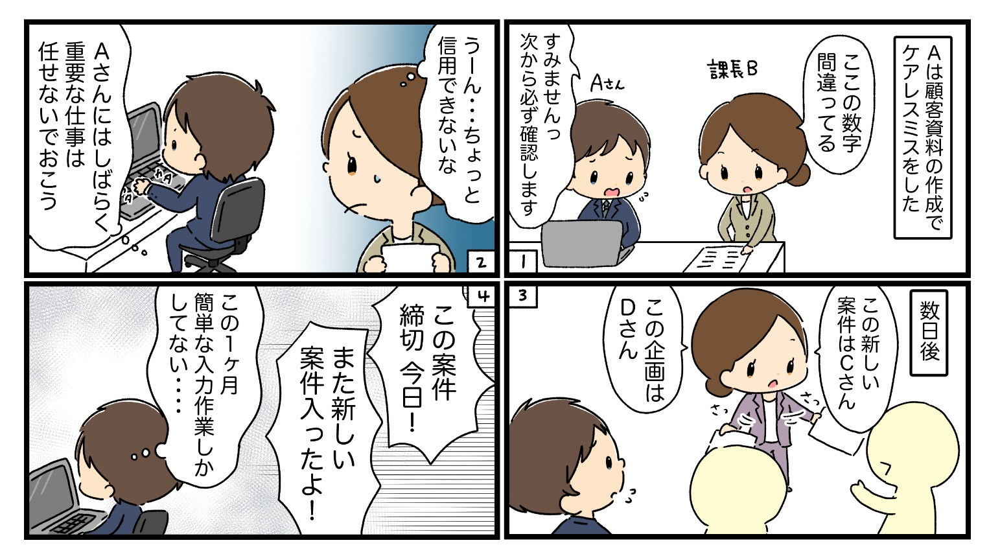 Aは顧客資料の作成で
ケアレスミスをした
ここの数字
間違ってる
課長B
Aさん
すみませんっ
次から必ず確認します
1
うーん・・・ちょっと
信用できないな
Aさんにはしばらく
重要な仕事は
任せないでおこう
カタ
カタ
2
数日後
この新しい
案件はCさん
この企画は
Dさん
さっ
さっ
3
この案件
締切 今日！
また新しい
案件入ったよ！
この1ヶ月
簡単な入力作業しか
してない・・・・
4